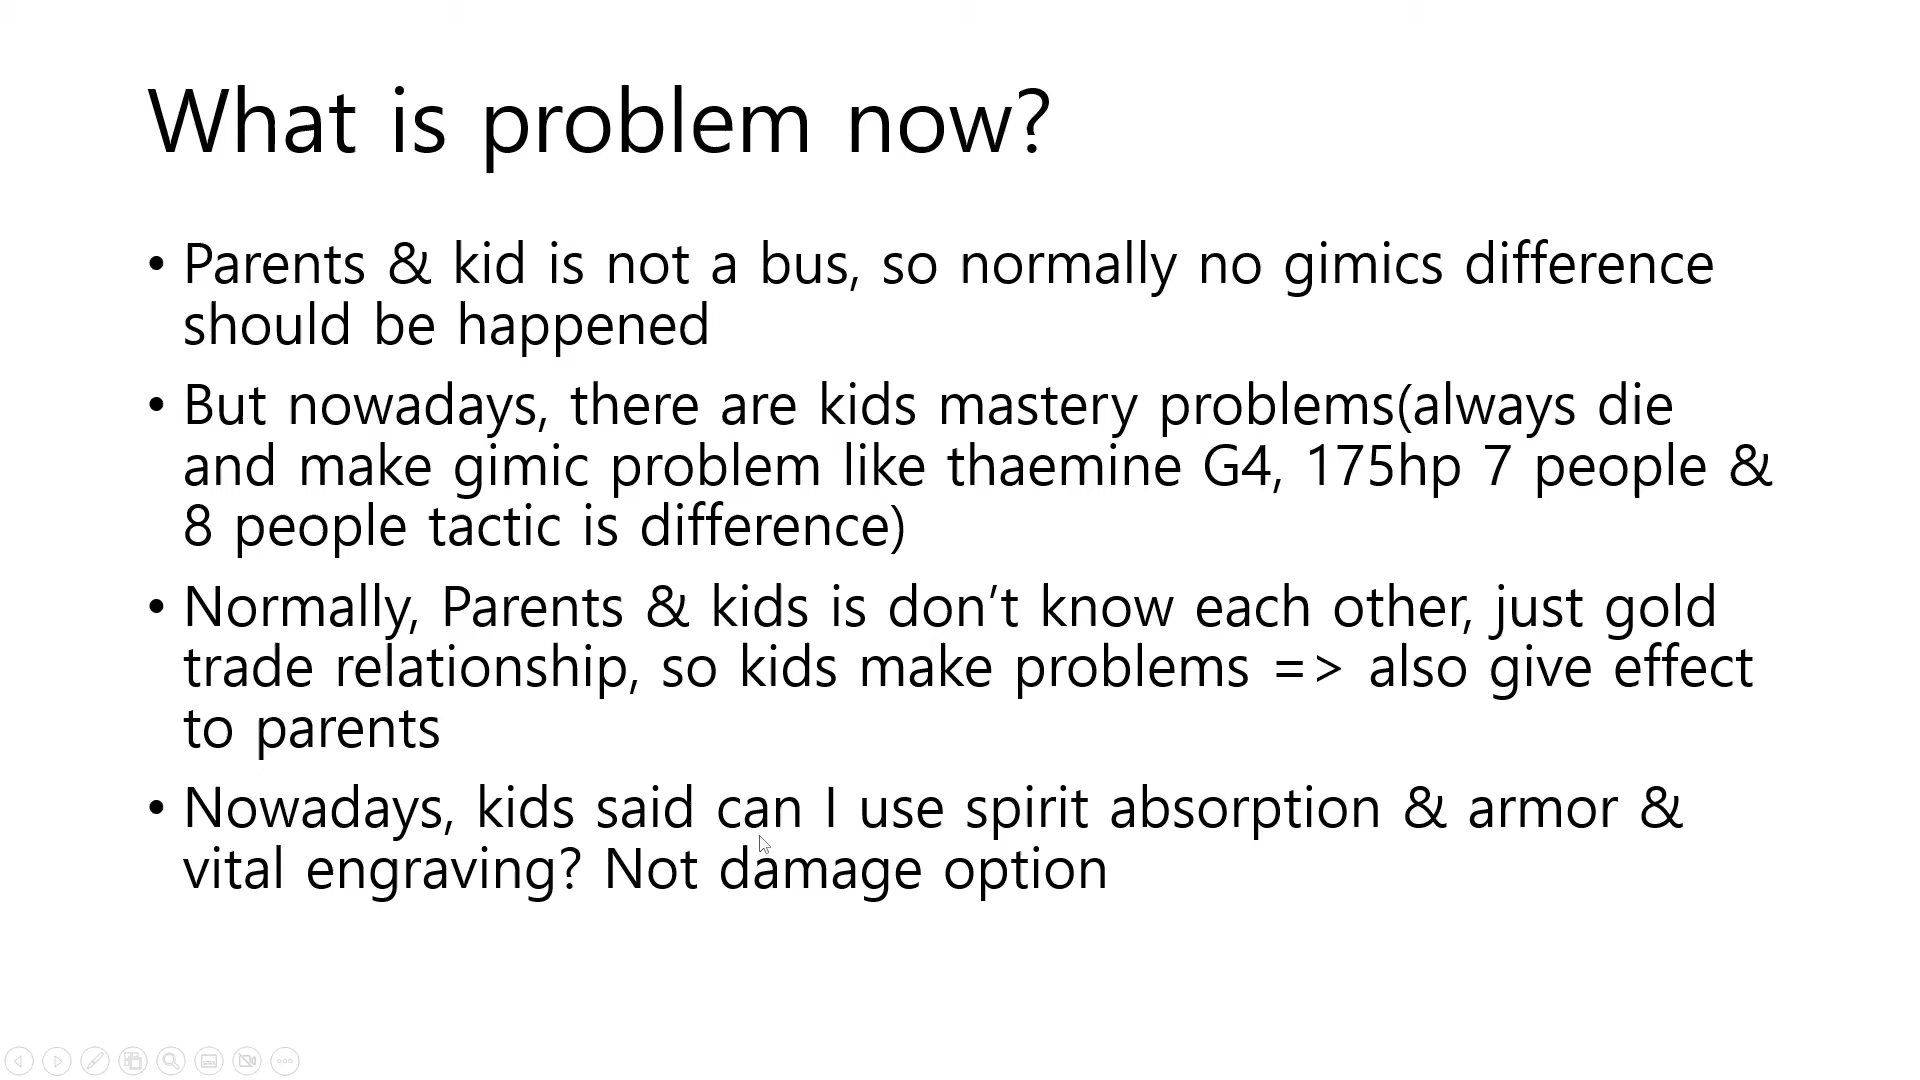 What is problem now?
• Parents & kid is not a bus, so normally no gimics difference
should be happened
• But nowadays, there are kids mastery problems(always die
and make gimic problem like thaemine G4, 175hp 7 people &
8 people tactic is difference)
• Normally, Parents & kids is don’t know each other, just gold
trade relationship, so kids make problems => also give effect
to parents
• Nowadays, kids said can I use spirit absorption & armor &
vital engraving? Not damage option